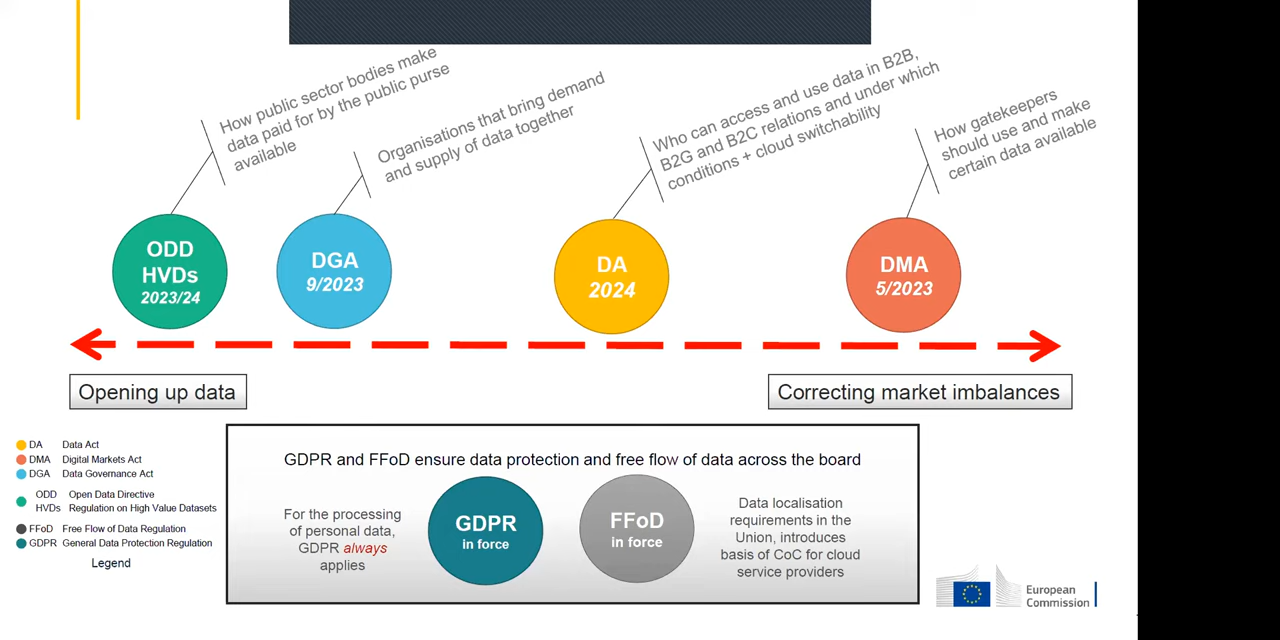 How public sector bodies make
data paid for by the public purse
available
Organisations that bring demand
and supply of data together
Who can access and use data in B2B,
B2G and B2C relations and under which
conditions + cloud switchability
How gatekeepers
should use and make
certain data available
ODD
HVDs
2023/24
DGA
9/2023
DA
2024
DMA
5/2023
Opening up data
Correcting market imbalances
DA Data Act
DMA Digital Markets Act
DGA Data Governance Act
ODD Open Data Directive
HVDs Regulation on High Value Datasets
FFoD Free Flow of Data Regulation
GDPR General Data Protection Regulation
Legend
GDPR and FFoD ensure data protection and free flow of data across the board
For the processing
of personal data,
GDPR always
applies
GDPR
in force
FFoD
in force
Data localisation
requirements in the
Union, introduces
basis of CoC for cloud
service providers
European
Commission